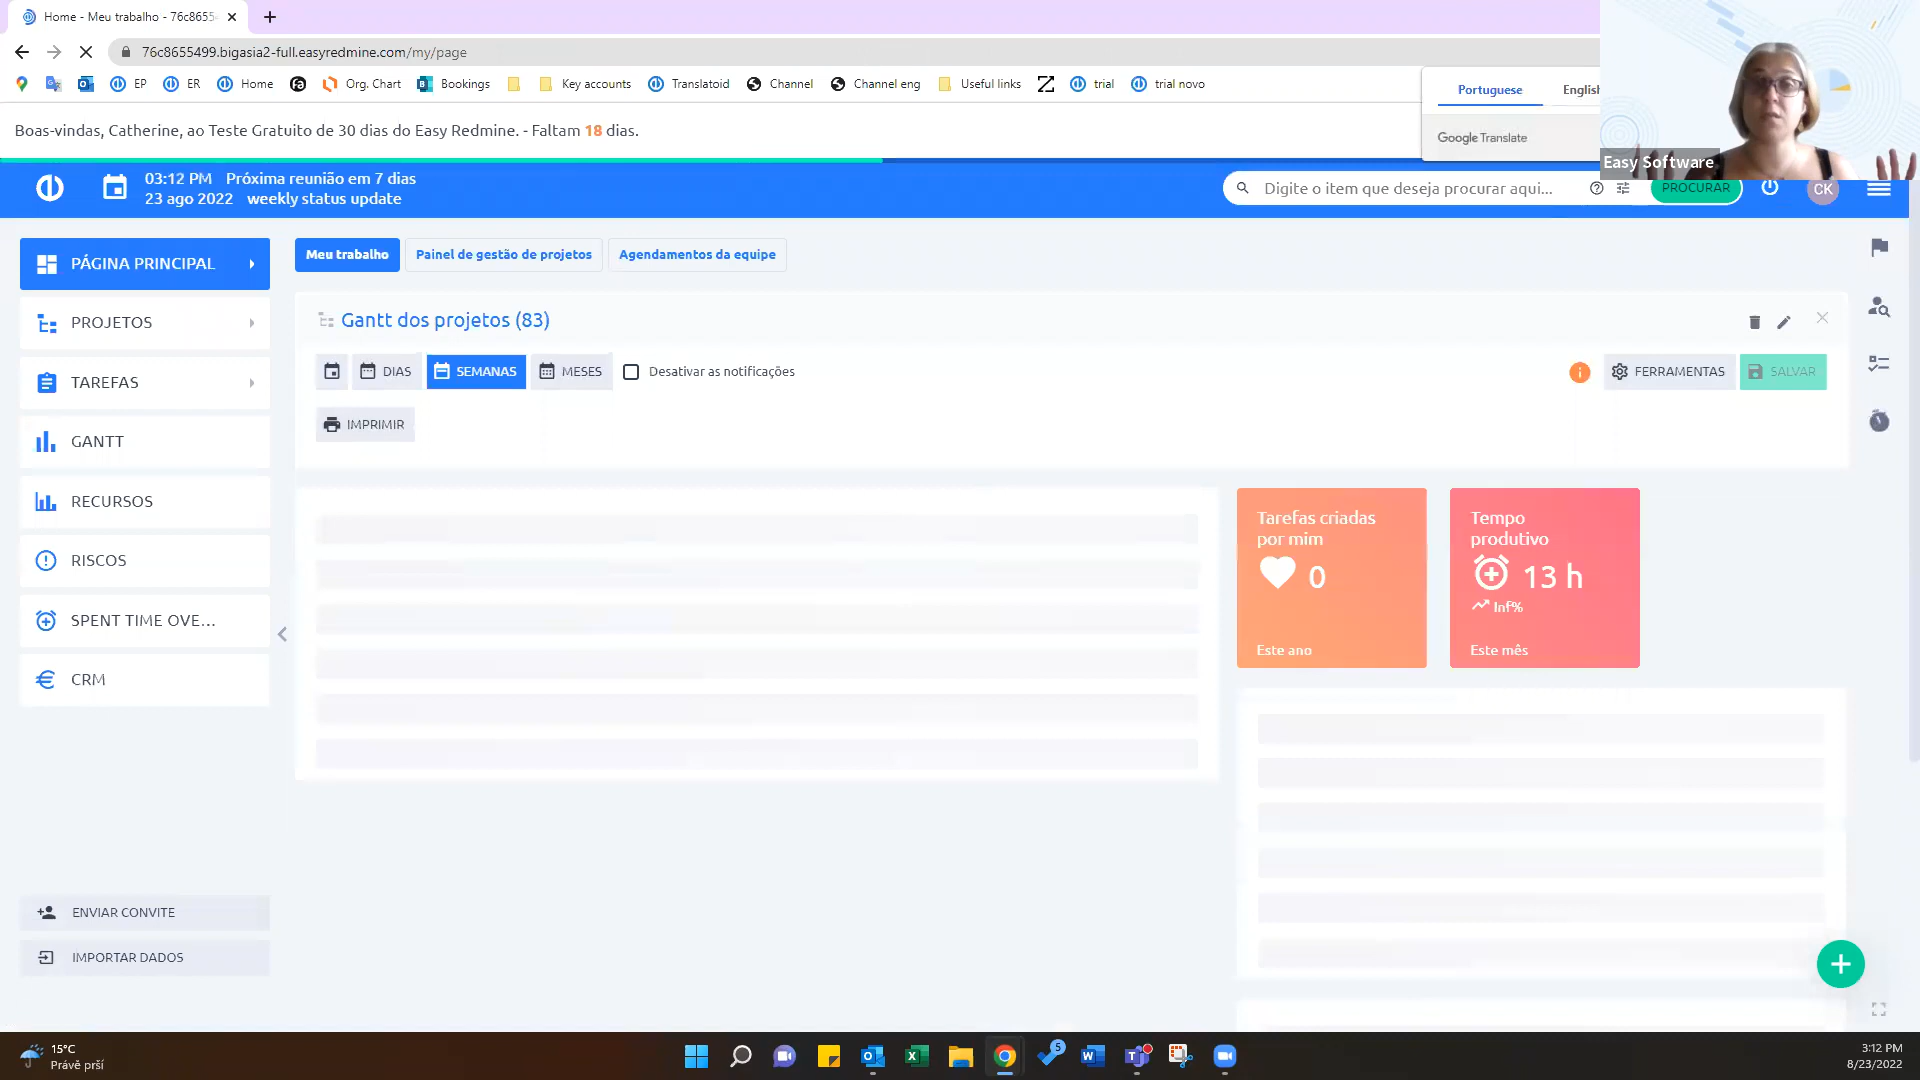 Home - Meu trabalho - 76c8655
76c8655499.bigasia2-full.easyredmine.com/my/page
EP
ER
Home
Org. Chart
Bookings
Key accounts
Translatoid
Channel
Channel eng
Useful links
trial
trial novo
Portuguese
English
Google Translate
Easy Software
Boas-vindas, Catherine, ao Teste Gratuito de 30 dias do Easy Redmine. - Faltam 18 dias.
03:12 PM Próxima reunião em 7 dias
23 ago 2022 weekly status update
Digite o item que deseja procurar aqui...
PROCURAR
CK
PÁGINA PRINCIPAL
PROJETOS
TAREFAS
GANTT
RECURSOS
RISCOS
SPENT TIME OVE...
CRM
ENVIAR CONVITE
IMPORTAR DADOS
Meu trabalho
Painel de gestão de projetos
Agendamentos da equipe
Gantt dos projetos (83)
DIAS
SEMANAS
MESES
Desativar as notificações
FERRAMENTAS
SALVAR
IMPRIMIR
Tarefas criadas
por mim
0
Este ano
Tempo
produtivo
13 h
Inf%
Este mês
15°C
Právě prší
5
3:12 PM
8/23/2022